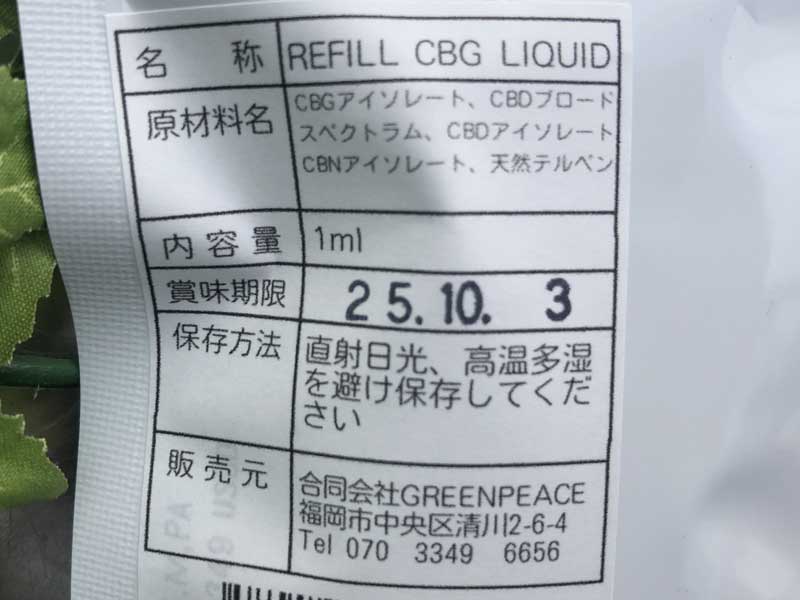 名 称 REFILL CBG LIQUID
原材料名 CBGアイソレート、CBDブロード
スペクトラム、CBDアイソレート
CBNアイソレート、天然テルペン
内容量 1ml
賞味期限 25.10. 3
保存方法 直射日光、高温多湿
を避け保存してくだ
さい
販売元 合同会社GREENPEACE
福岡市中央区清川2-6-4
Tel 070 3349 6656